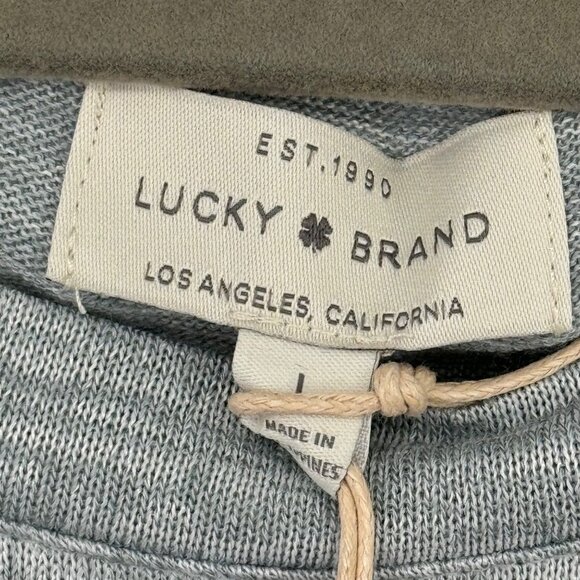 EST. 1990
LUCKY BRAND
LOS ANGELES, CALIFORNIA
L
MADE IN